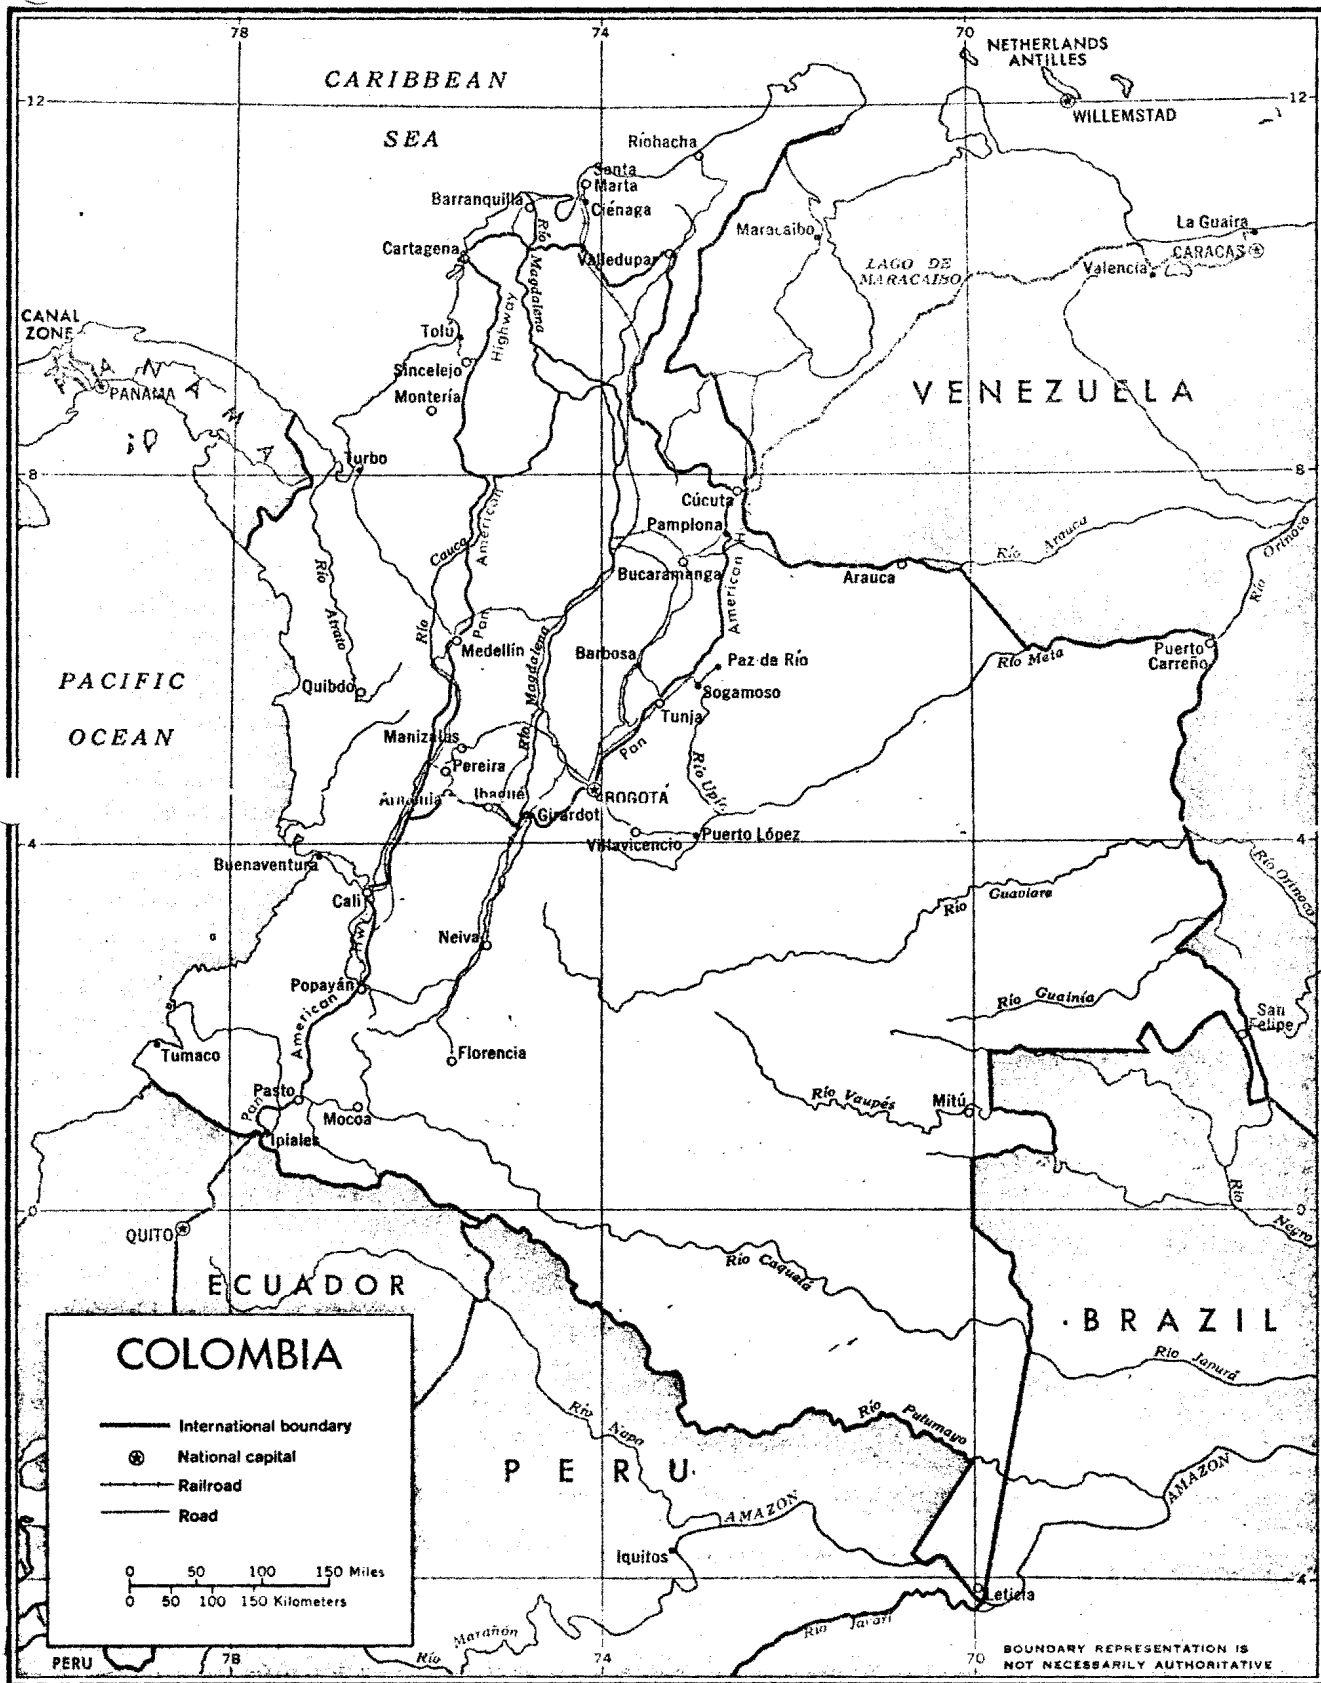 78
74
70
NETHERLANDS
ANTILLES
CARIBBEAN
SEA
12
12
WILLEMSTAD
Ríohacha
Santa
Marta
Barranquilla
Ciénaga
Cartagena
Río Magdalena
Valledupar
Maracaibo
La Guaira
CARACAS
LAGO DE
MARACAIBO
Valencia
CANAL
ZONE
PANAMA
PANAMA
Tolú
Highway
Sincelejo
Montería
VENEZUELA
Turbo
8
8
Cúcuta
Pamplona
American
Cauca
Río
Pan
American H
Bucaramanga
Arauca
Río Arauca
Río Orinoco
Río
Atrato
Medellín
Río Magdalena
Barbosa
Paz de Río
Sogamoso
Río Meta
Puerto
Carreño
PACIFIC
OCEAN
Quibdo
Tunja
Pan
Manizales
Pereira
Armenia
Ibagué
BOGOTÁ
Girardot
Río Upía
Villavicencio
Puerto López
4
4
Buenaventura
Cali
Hwy
Río Guaviare
Río Orinoco
Neiva
Popayán
American
Río Guainía
San
Felipe
Tumaco
Florencia
Pasto
Pan
Mocoa
Ipiales
Río Vaupés
Mitú
0
0
QUITO
Río
Negro
ECUADOR
Río Caquetá
BRAZIL
Río Japurá
COLOMBIA
International boundary
National capital
Railroad
Road
0 50 100 150 Miles
0 50 100 150 Kilometers
Río Napo
Río Putumayo
PERU
AMAZON
AMAZON
Iquitos
4
Leticia
Río Marañón
Río Javari
PERU
78
74
70
BOUNDARY REPRESENTATION IS
NOT NECESSARILY AUTHORITATIVE